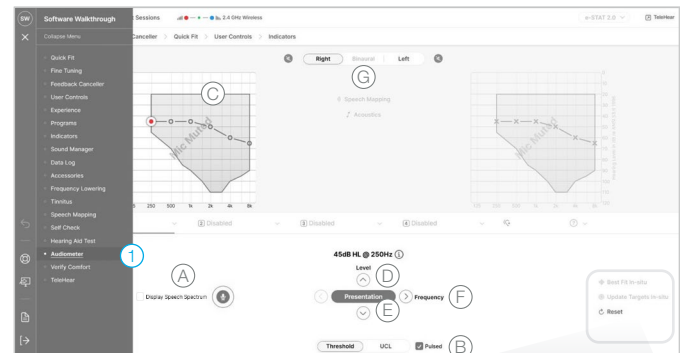 SW
Software Walkthrough
Sessions
2.4 GHz Wireless
e-STAT 2.0
TeleHear
Collapse Menu
Canceller > Quick Fit > User Controls > Indicators
Quick Fit
Fine Tuning
Feedback Canceller
User Controls
Experience
Programs
Indicators
Sound Manager
Data Log
Accessories
Frequency Lowering
Tinnitus
Speech Mapping
Self Check
Hearing Aid Test
Audiometer
Verify Comfort
TeleHear
1
Right
Binaural
Left
G
Speech Mapping
Acoustics
C
Mic Muted
250 500 1k 2k 4k 8k
Mic Muted
2 Disabled
3 Disabled
4 Disabled
45dB HL @ 250Hz
Level
D
A
Display Speech Spectrum
Presentation
Frequency
F
E
Best Fit In-situ
Update Targets In-situ
Reset
Threshold
UCL
Pulsed
B